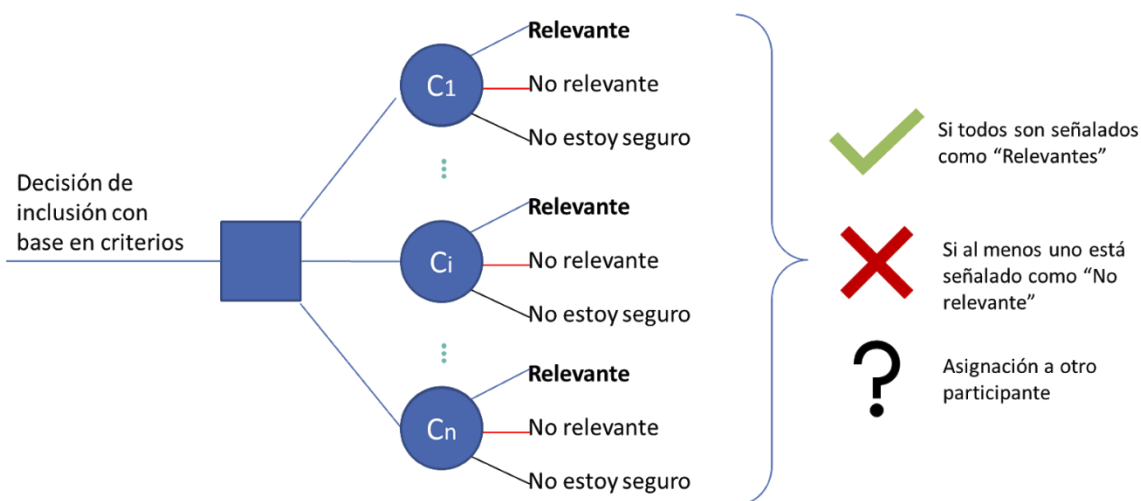 Decisión de
inclusión con
base en criterios
C1
Relevante
No relevante
No estoy seguro
Ci
Relevante
No relevante
No estoy seguro
Cn
Relevante
No relevante
No estoy seguro
Si todos son señalados
como “Relevantes”
Si al menos uno está
señalado como “No
relevante”
?
Asignación a otro
participante